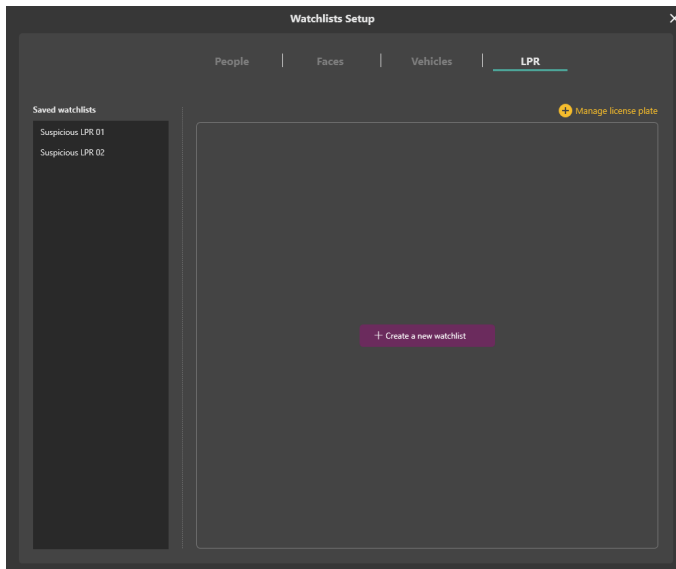 Watchlists Setup
People
Faces
Vehicles
LPR
Saved watchlists
Manage license plate
Suspicious LPR 01
Suspicious LPR 02
Create a new watchlist